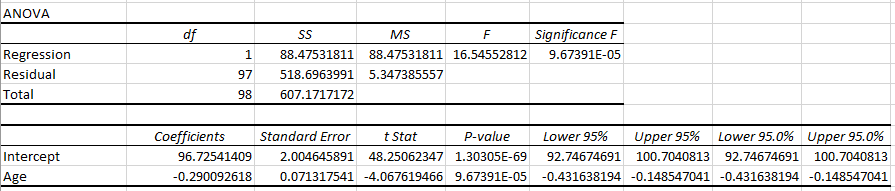 ANOVA
df SS MS F Significance F
Regression 1 88.47531811 88.47531811 16.54552812 9.67391E-05
Residual 97 518.6963991 5.347385557
Total 98 607.1717172
Coefficients Standard Error t Stat P-value Lower 95% Upper 95% Lower 95.0% Upper 95.0%
Intercept 96.72541409 2.004645891 48.25062347 1.30305E-69 92.74674691 100.7040813 92.74674691 100.7040813
Age -0.290092618 0.071317541 -4.067619466 9.67391E-05 -0.431638194 -0.148547041 -0.431638194 -0.148547041